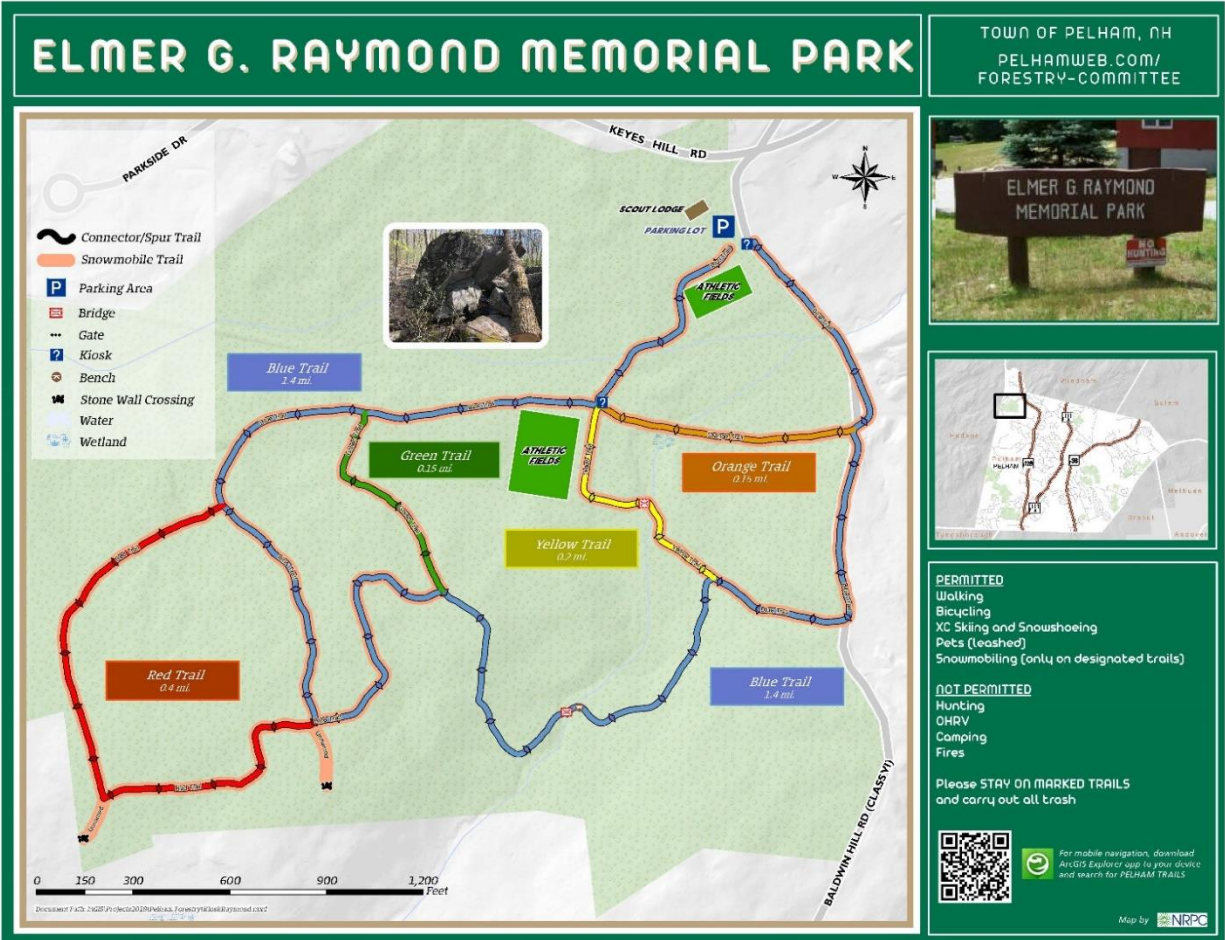 ELMER G. RAYMOND MEMORIAL PARK
TOWN OF PELHAM, NH
PELHAMWEB.COM/
FORESTRY-COMMITTEE
PARKSIDE DR
KEYES HILL RD
N
W
E
S
SCOUT LODGE
PARKING LOT
P
?
ATHLETIC
FIELDS
Connector/Spur Trail
Snowmobile Trail
P
Parking Area
Bridge
Gate
?
Kiosk
Bench
Stone Wall Crossing
Water
Wetland
Blue Trail
1.4 mi.
?
ATHLETIC
FIELDS
Green Trail
0.15 mi.
Orange Trail
0.15 mi.
Yellow Trail
0.2 mi.
Red Trail
0.4 mi.
Blue Trail
1.4 mi.
BALDWIN HILL RD (CLASS VI)
0 150 300 600 900 1,200
Feet
ELMER G. RAYMOND
MEMORIAL PARK
NO
HUNTING
Windham
Salem
PELHAM
PERMITTED
Walking
Bicycling
XC Skiing and Snowshoeing
Pets (leashed)
Snowmobiling (only on designated trails)
NOT PERMITTED
Hunting
OHRV
Camping
Fires
Please STAY ON MARKED TRAILS
and carry out all trash
For mobile navigation, download
ArcGIS Explorer app to your device
and search for PELHAM TRAILS
Map by NRPC